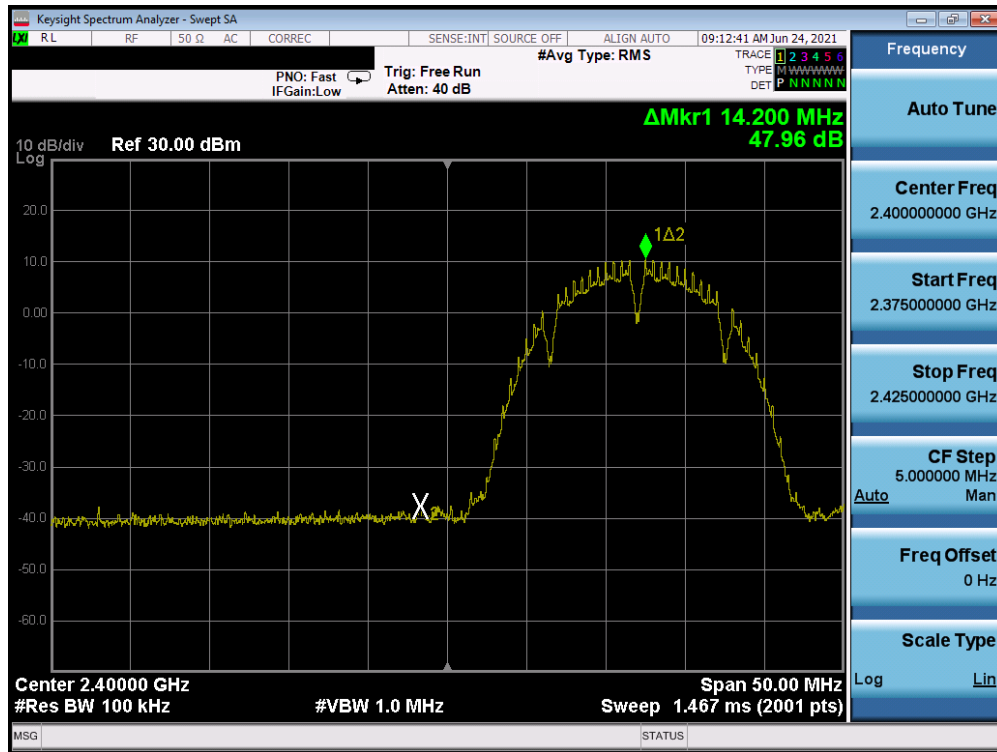 Keysight Spectrum Analyzer - Swept SA
LXI RL RF 50 Ω AC CORREC SENSE:INT SOURCE OFF ALIGN AUTO 09:12:41 AM Jun 24, 2021
#Avg Type: RMS
TRACE 1 2 3 4 5 6
PNO: Fast Trig: Free Run
TYPE M W W W W W
IFGain:Low Atten: 40 dB
DET P N N N N N
ΔMkr1 14.200 MHz
47.96 dB
10 dB/div Ref 30.00 dBm
Log
20.0
1Δ2
10.0
0.00
-10.0
-20.0
-30.0
-40.0
X2
-50.0
-60.0
Center 2.40000 GHz Span 50.00 MHz
#Res BW 100 kHz #VBW 1.0 MHz Sweep 1.467 ms (2001 pts)
MSG STATUS
Frequency
Auto Tune
Center Freq
2.400000000 GHz
Start Freq
2.375000000 GHz
Stop Freq
2.425000000 GHz
CF Step
5.000000 MHz
Auto Man
Freq Offset
0 Hz
Scale Type
Log Lin